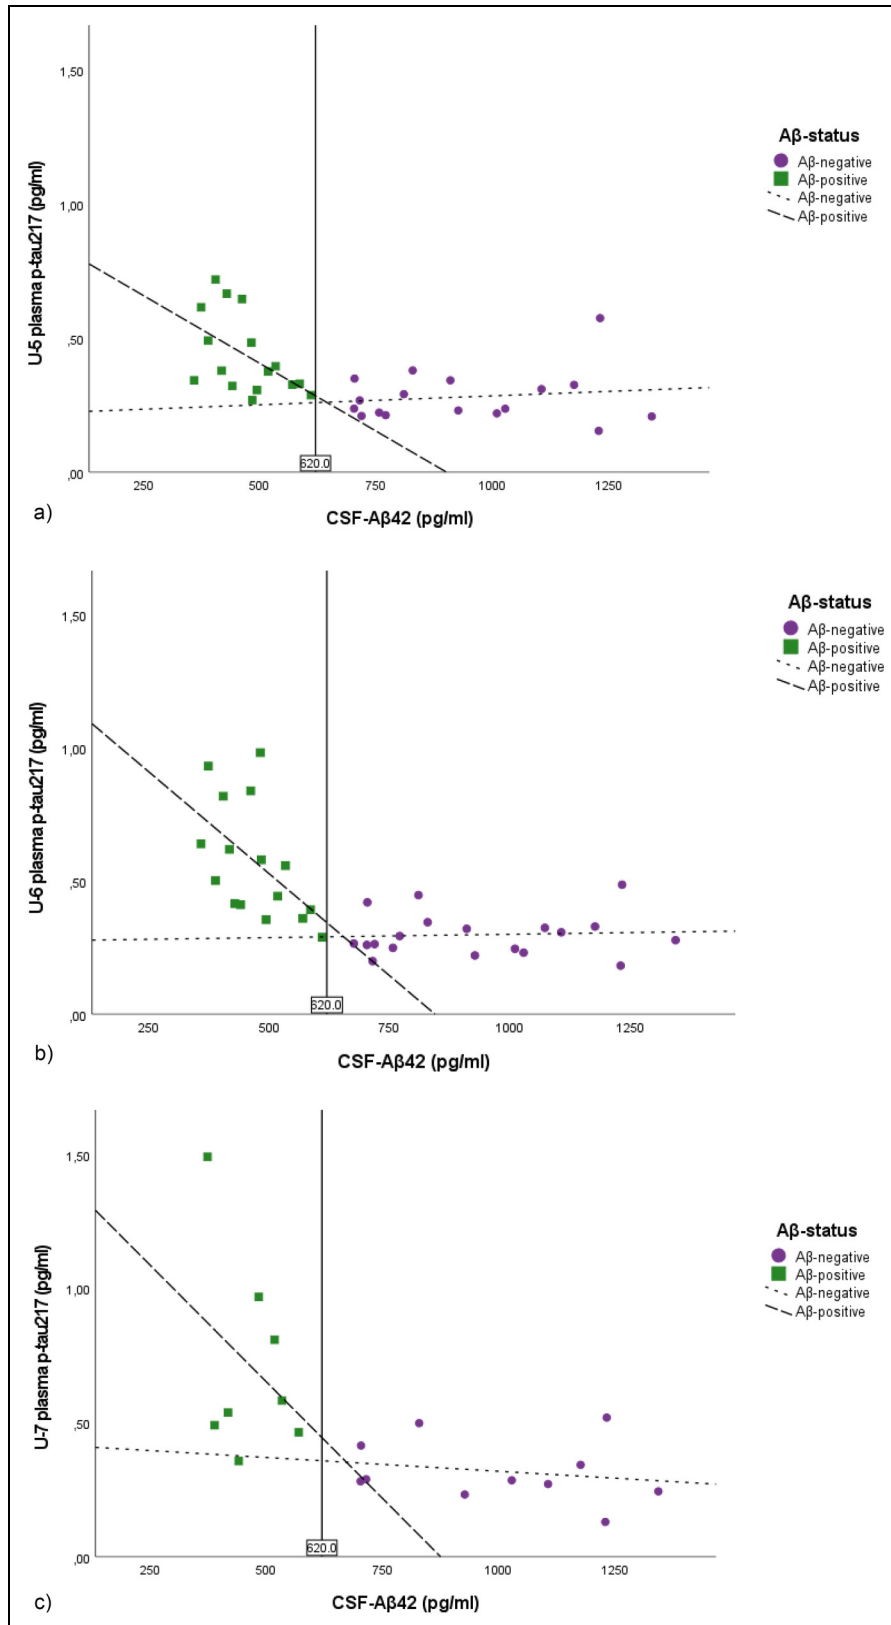 1,50
1,00
,50
,00
U-5 plasma p-tau217 (pg/ml)
620.0
250 500 750 1000 1250
CSF-Aβ42 (pg/ml)
a)
Aβ-status
Aβ-negative
Aβ-positive
Aβ-negative
Aβ-positive
1,50
1,00
,50
,00
U-6 plasma p-tau217 (pg/ml)
620.0
250 500 750 1000 1250
CSF-Aβ42 (pg/ml)
b)
Aβ-status
Aβ-negative
Aβ-positive
Aβ-negative
Aβ-positive
1,50
1,00
,50
,00
U-7 plasma p-tau217 (pg/ml)
620.0
250 500 750 1000 1250
CSF-Aβ42 (pg/ml)
c)
Aβ-status
Aβ-negative
Aβ-positive
Aβ-negative
Aβ-positive